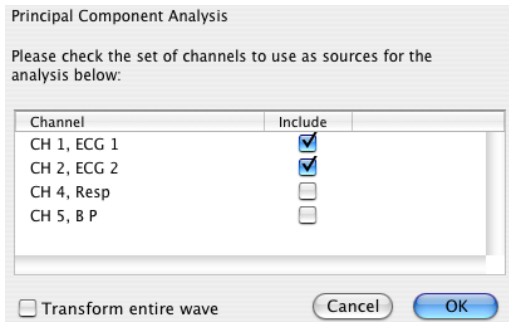 Principal Component Analysis
Please check the set of channels to use as sources for the
analysis below:
Channel Include
CH 1, ECG 1
CH 2, ECG 2
CH 4, Resp
CH 5, B P
Transform entire wave Cancel OK